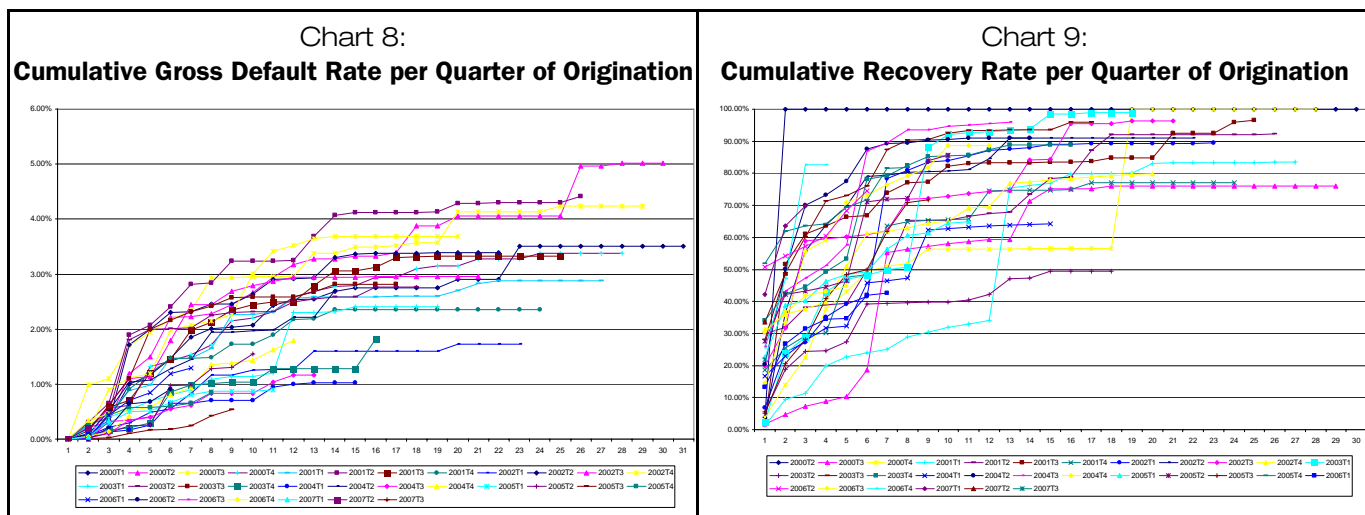 Chart 8:
Cumulative Gross Default Rate per Quarter of Origination
6.00%
5.00%
4.00%
3.00%
2.00%
1.00%
0.00%
1 2 3 4 5 6 7 8 9 10 11 12 13 14 15 16 17 18 19 20 21 22 23 24 25 26 27 28 29 30 31
2000T1 2000T2 2000T3 2000T4 2001T1 2001T2 2001T3 2001T4 2002T1 2002T2 2002T3 2002T4
2003T1 2003T2 2003T3 2003T4 2004T1 2004T2 2004T3 2004T4 2005T1 2005T2 2005T3 2005T4
2006T1 2006T2 2006T3 2006T4 2007T1 2007T2 2007T3
Chart 9:
Cumulative Recovery Rate per Quarter of Origination
100.00%
90.00%
80.00%
70.00%
60.00%
50.00%
40.00%
30.00%
20.00%
10.00%
0.00%
1 2 3 4 5 6 7 8 9 10 11 12 13 14 15 16 17 18 19 20 21 22 23 24 25 26 27 28 29 30
2000T2 2000T3 2000T4 2001T1 2001T2 2001T3 2001T4 2002T1 2002T2 2002T3 2002T4 2003T1
2003T2 2003T3 2003T4 2004T1 2004T2 2004T3 2004T4 2005T1 2005T2 2005T3 2005T4 2006T1
2006T2 2006T3 2006T4 2007T1 2007T2 2007T3